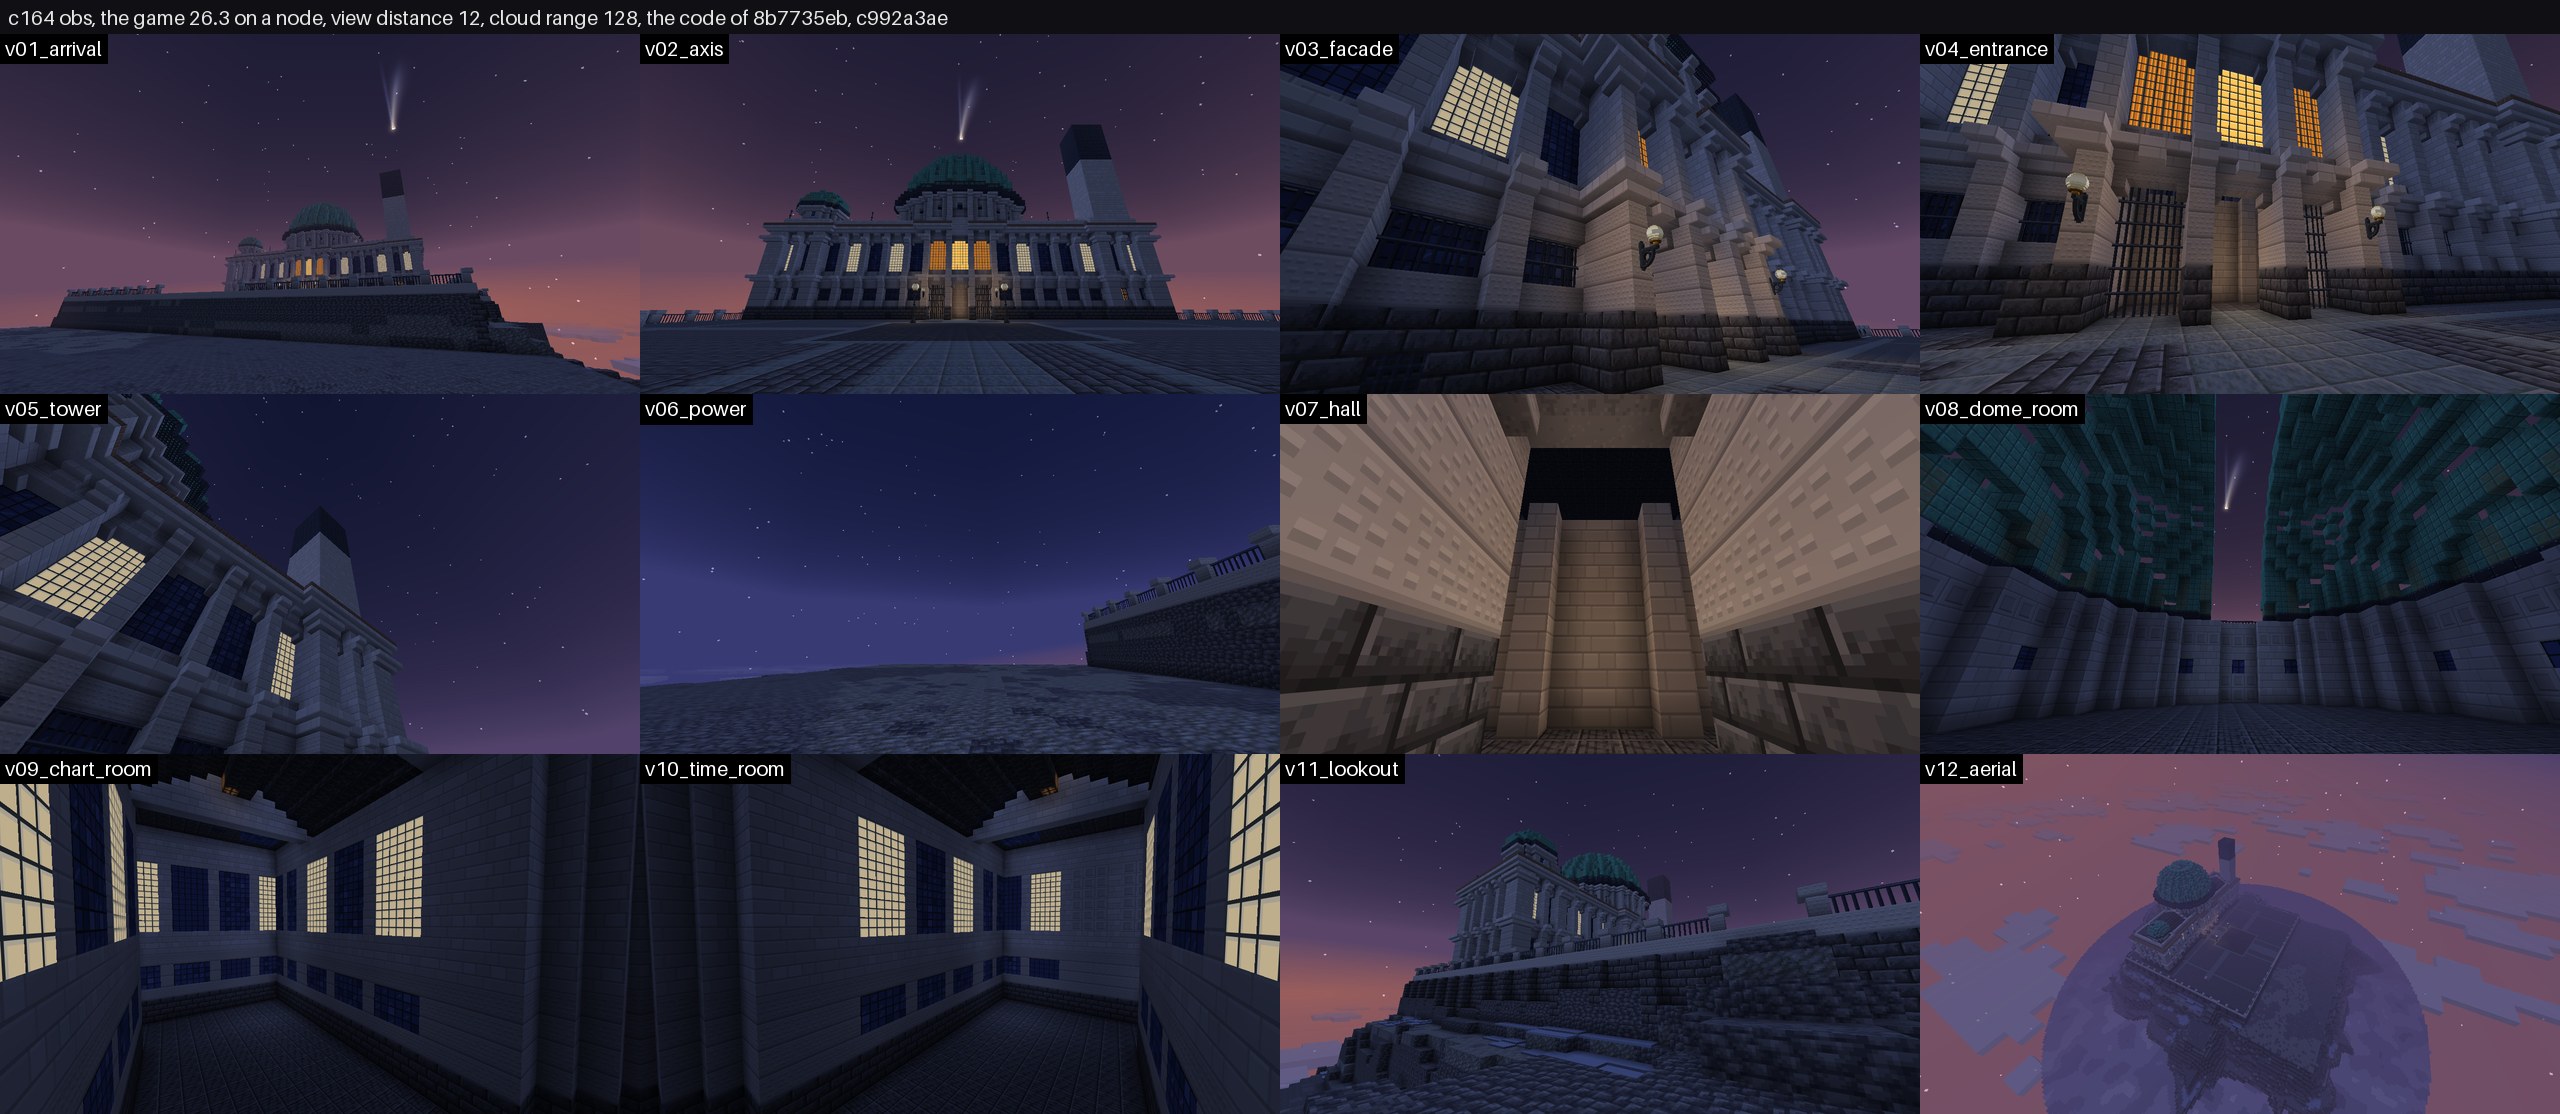 c164 obs, the game 26.3 on a node, view distance 12, cloud range 128, the code of 8b7735eb, c992a3ae
v01_arrival
v02_axis
v03_facade
v04_entrance
v05_tower
v06_power
v07_hall
v08_dome_room
v09_chart_room
v10_time_room
v11_lookout
v12_aerial